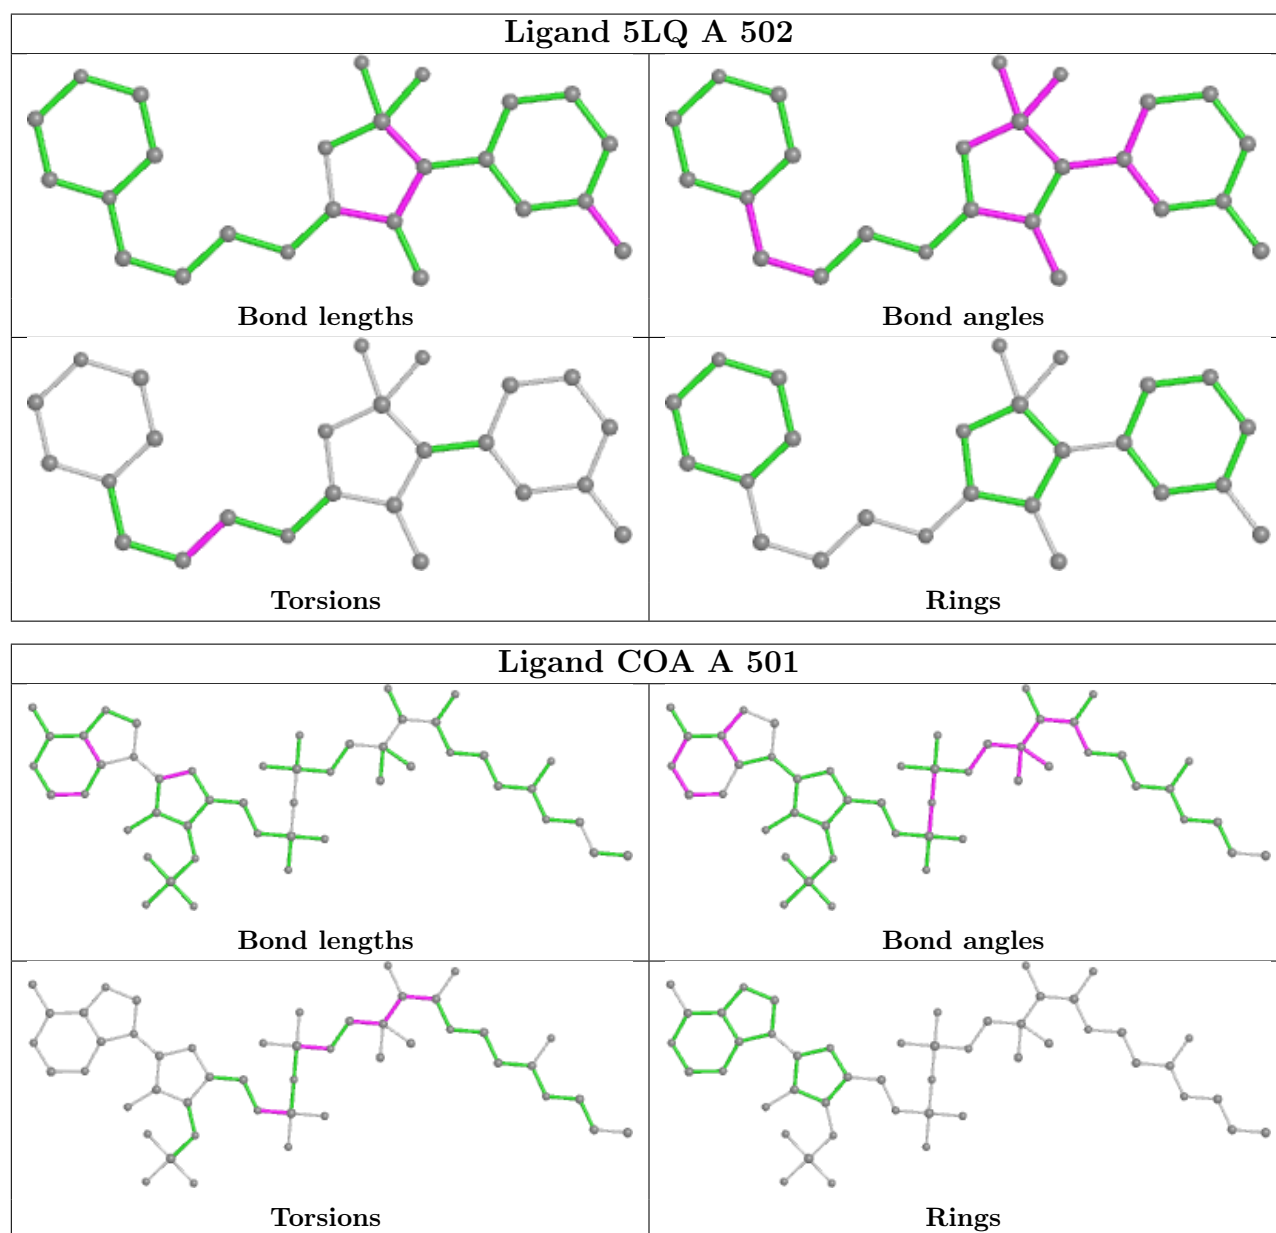 Ligand 5LQ A 502
Bond lengths
Bond angles
Torsions
Rings
Ligand COA A 501
Bond lengths
Bond angles
Torsions
Rings